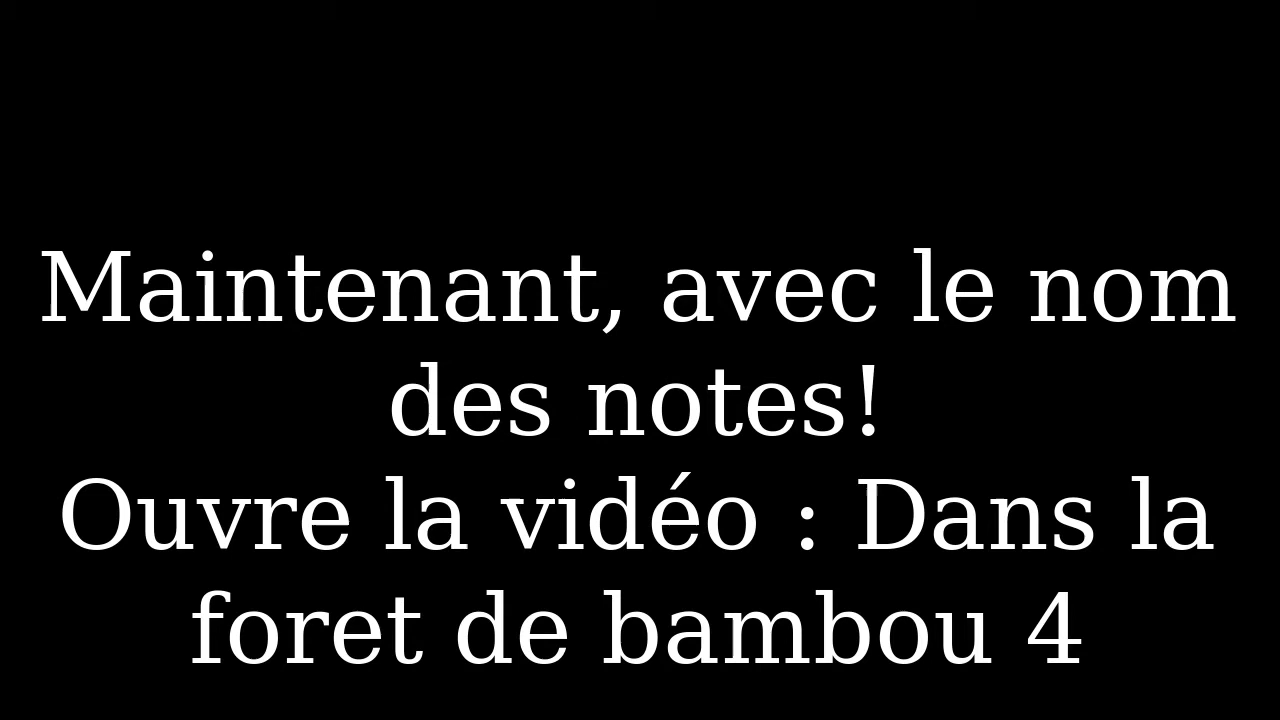 Maintenant, avec le nom
des notes!
Ouvre la vidéo : Dans la
foret de bambou 4